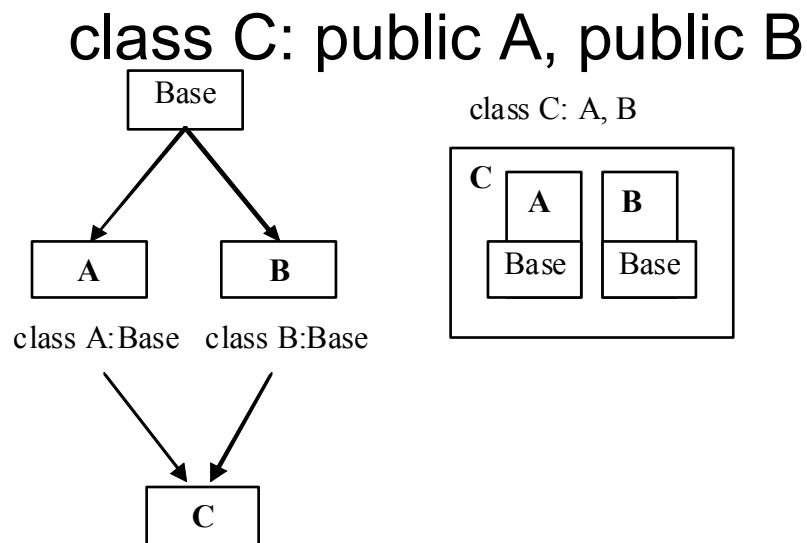 class C: public A, public B
Base
A
B
class A:Base
class B:Base
C
class C: A, B
C
A
B
Base
Base